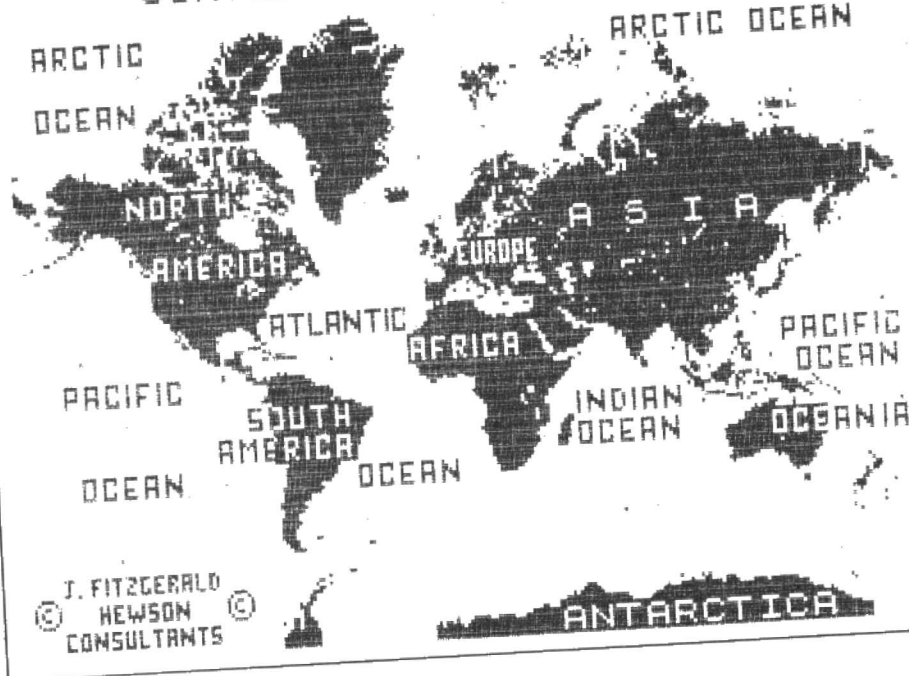 ARCTIC OCEAN
ARCTIC
OCEAN
NORTH
AMERICA
ASIA
EUROPE
ATLANTIC
AFRICA
PACIFIC
OCEAN
PACIFIC
INDIAN
OCEAN
SOUTH
AMERICA
OCEANIA
OCEAN
OCEAN
© J. FITZGERALD ©
HEWSON
CONSULTANTS
ANTARCTICA